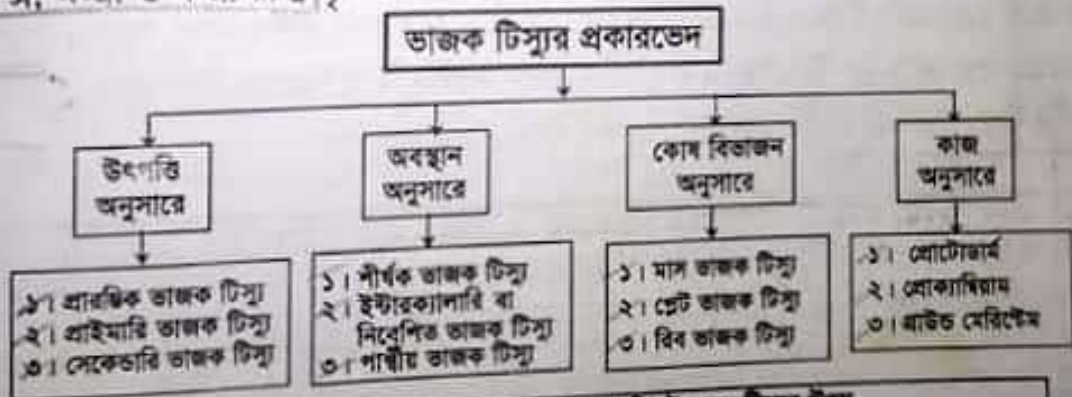 ভাজক টিস্যুর প্রকারভেদ
উৎপত্তি
অনুসারে
অবস্থান
অনুসারে
কোষ বিভাজন
অনুসারে
কাজ
অনুসারে
১। প্রারম্ভিক ভাজক টিস্যু
২। প্রাইমারি ভাজক টিস্যু
৩। সেকেন্ডারি ভাজক টিস্যু
১। শীর্ষক ভাজক টিস্যু
২। ইন্টারক্যালারি বা
নিবেশিত ভাজক টিস্যু
৩। পার্শ্বীয় ভাজক টিস্যু
১। মাস ভাজক টিস্যু
২। প্লেট ভাজক টিস্যু
৩। রিব ভাজক টিস্যু
১। প্রোটোডার্ম
২। প্রোক্যাম্বিয়াম
৩। গ্রাউন্ড মেরিস্টেম